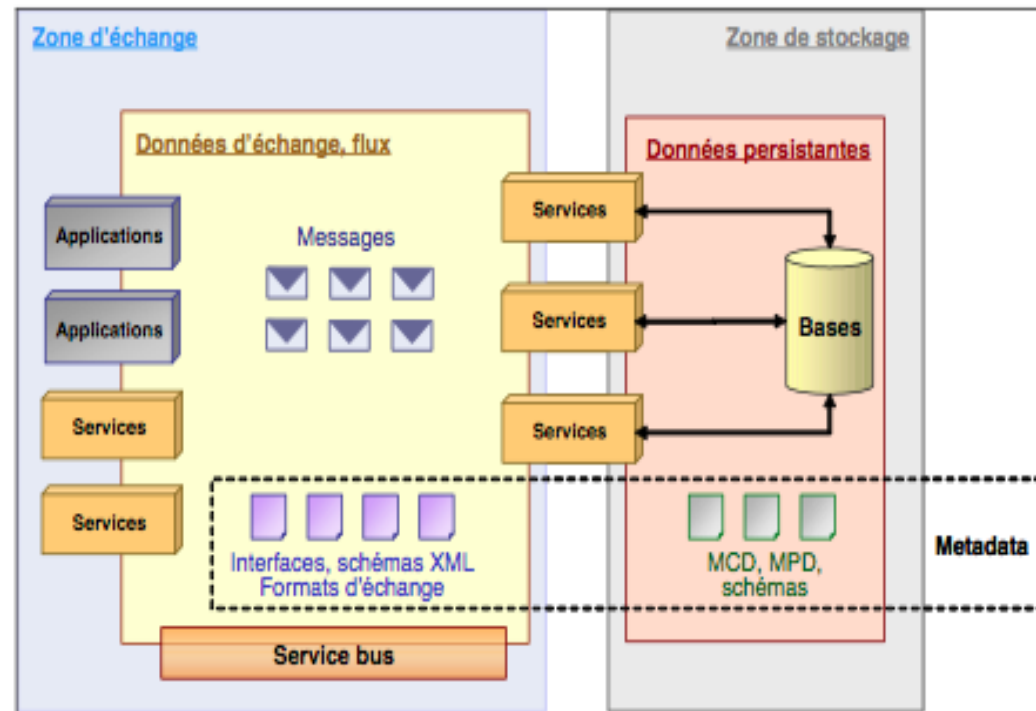 Zone d'échange
Zone de stockage
Données d'échange, flux
Données persistantes
Applications
Messages
Services
Applications
Services
Bases
Services
Services
Services
Interfaces, schémas XML
Formats d'échange
MCD, MPD,
schémas
Metadata
Service bus